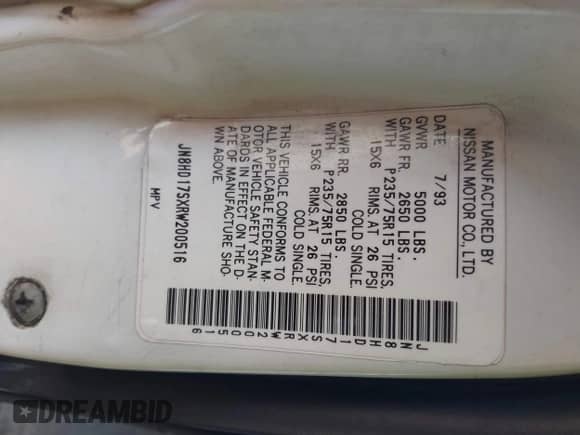 MANUFACTURED BY
NISSAN MOTOR CO., LTD.
7/93
GVWR 5000 LBS.
GAWR FR. 2650 LBS.
WITH P235/75R15 TIRES,
15X6 RIMS, AT 26 PSI
COLD SINGLE.
GAWR RR. 2850 LBS.
WITH P235/75R15 TIRES,
15X6 RIMS, AT 26 PSI
COLD SINGLE.
THIS VEHICLE CONFORMS TO
ALL APPLICABLE FEDERAL M-
OTOR VEHICLE SAFETY STAN-
DARDS IN EFFECT ON THE D-
ATE OF MANUFACTURE SHO-
WN ABOVE.
JN8HD17SXRW200516
MPV
JN8HD17SXRW200516
DREAMBID